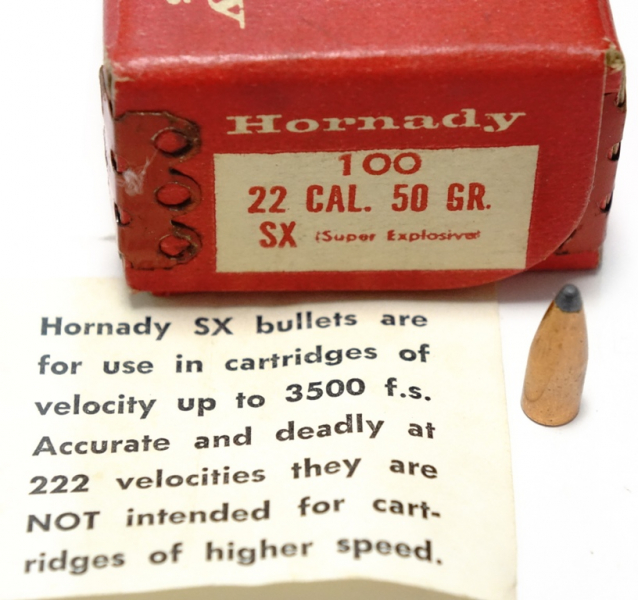 Hornady
100
22 CAL. 50 GR.
SX (Super Explosive)
Hornady SX bullets are
for use in cartridges of
velocity up to 3500 f.s.
Accurate and deadly at
222 velocities they are
NOT intended for cart-
ridges of higher speed.